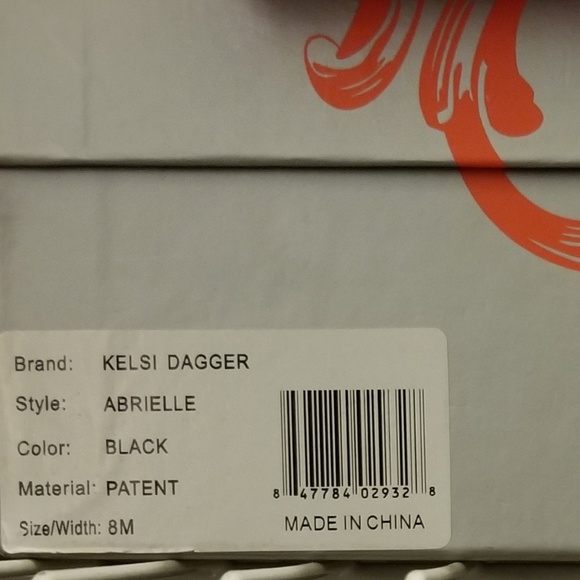 Brand: KELSI DAGGER
Style: ABRIELLE
Color: BLACK
Material: PATENT
Size/Width: 8M
8 47784 02932 8
MADE IN CHINA